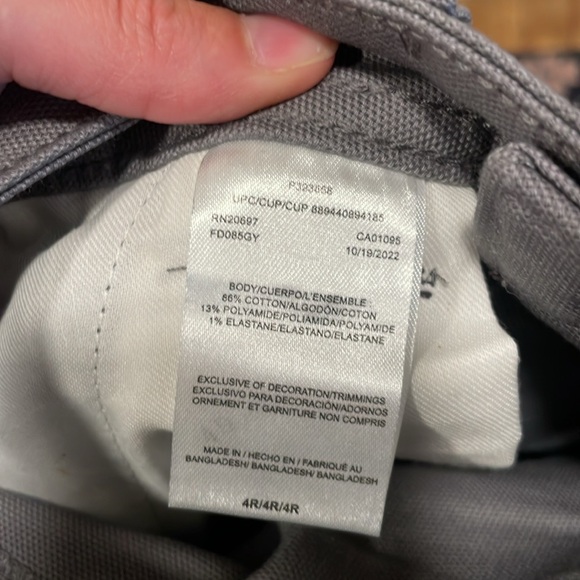 P323868
UPC/CUP/CUP 889440894185
RN20697 CA01095
FD085GY 10/19/2022
BODY/CUERPO/L'ENSEMBLE :
86% COTTON/ALGODÓN/COTON
13% POLYAMIDE/POLIAMIDA/POLYAMIDE
1% ELASTANE/ELASTANO/ELASTANE
EXCLUSIVE OF DECORATION/TRIMMINGS
EXCLUSIVO PARA DECORACIÓN/ADORNOS
ORNEMENT ET GARNITURE NON COMPRIS
MADE IN / HECHO EN / FABRIQUÉ AU
BANGLADESH/ BANGLADESH/ BANGLADESH
4R/4R/4R